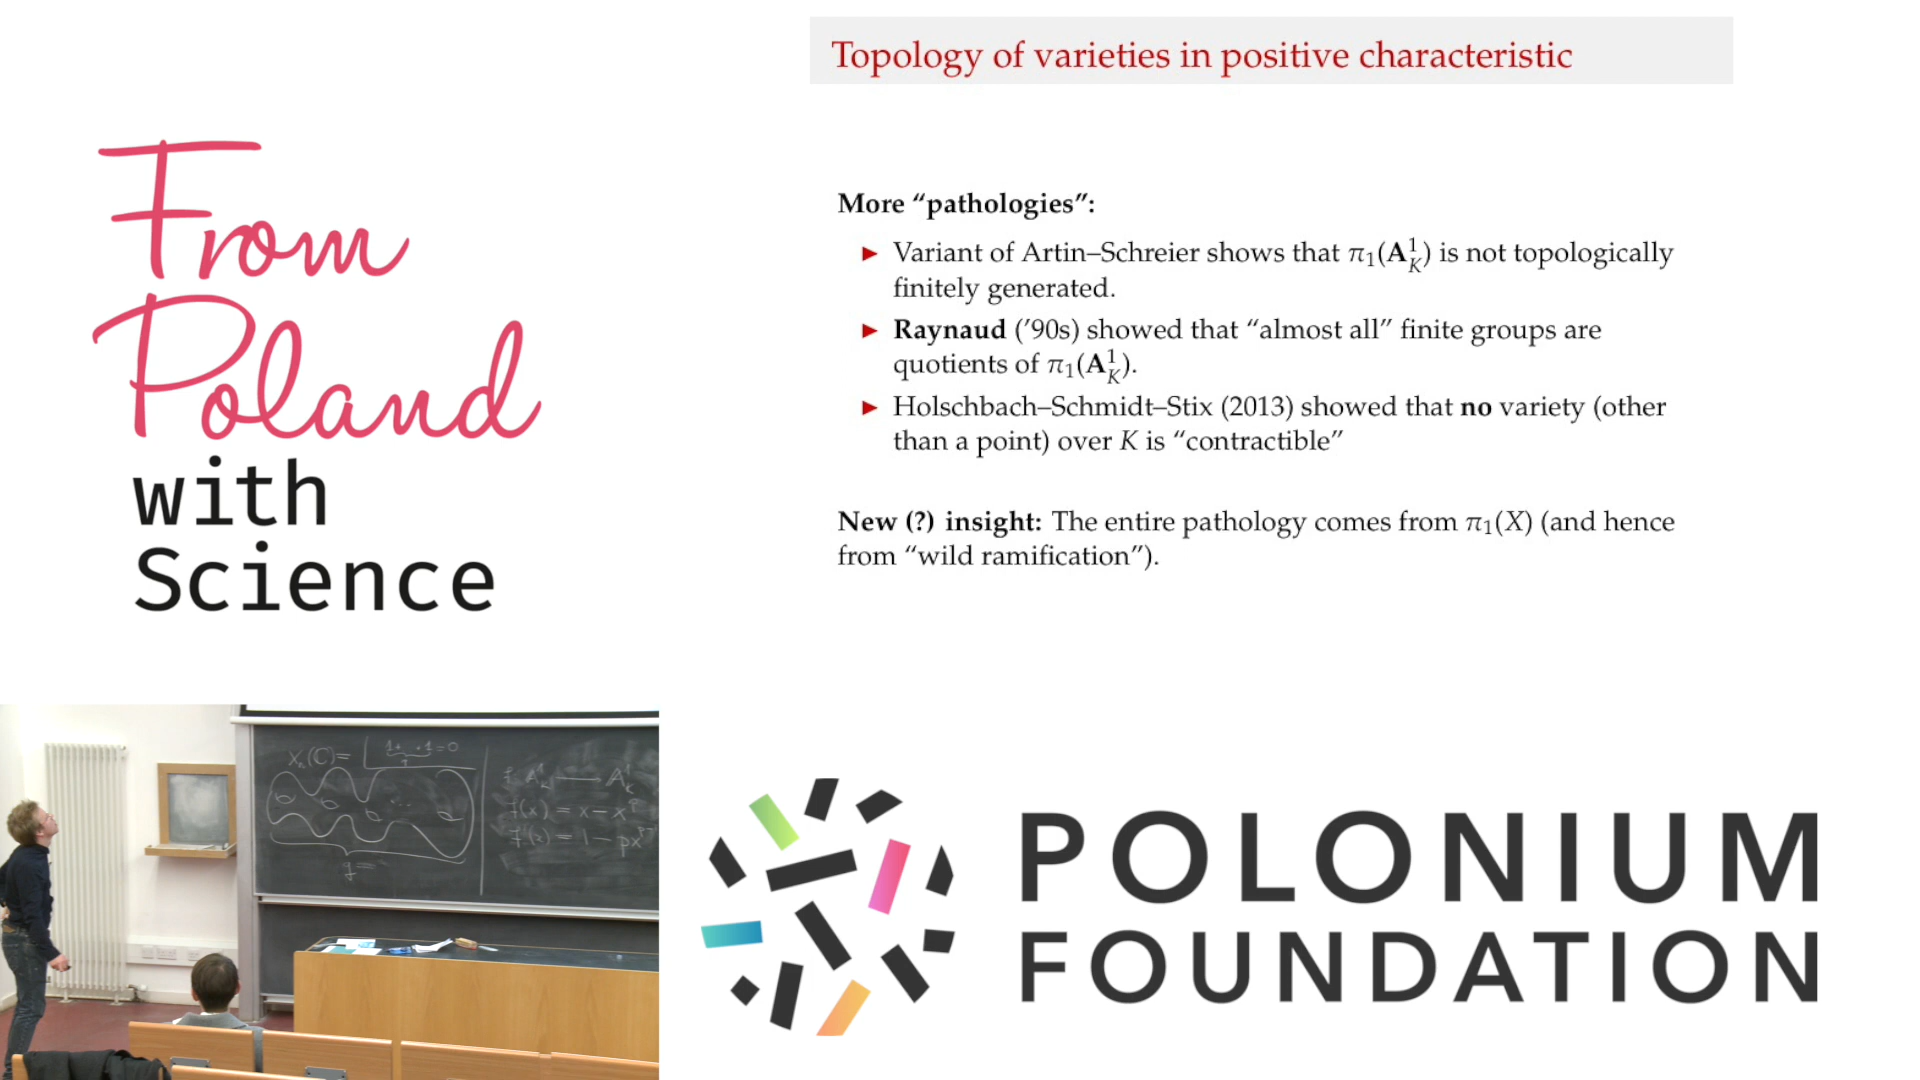 Topology of varieties in positive characteristic
From
Poland
with
Science
More “pathologies”:
▶ Variant of Artin–Schreier shows that π₁(𝐀¹_K) is not topologically
finitely generated.
▶ Raynaud (’90s) showed that “almost all” finite groups are
quotients of π₁(𝐀¹_K).
▶ Holschbach–Schmidt–Stix (2013) showed that no variety (other
than a point) over K is “contractible”
New (?) insight: The entire pathology comes from π₁(X) (and hence
from “wild ramification”).
f(x) = x – xᵖ
POLONIUM
FOUNDATION